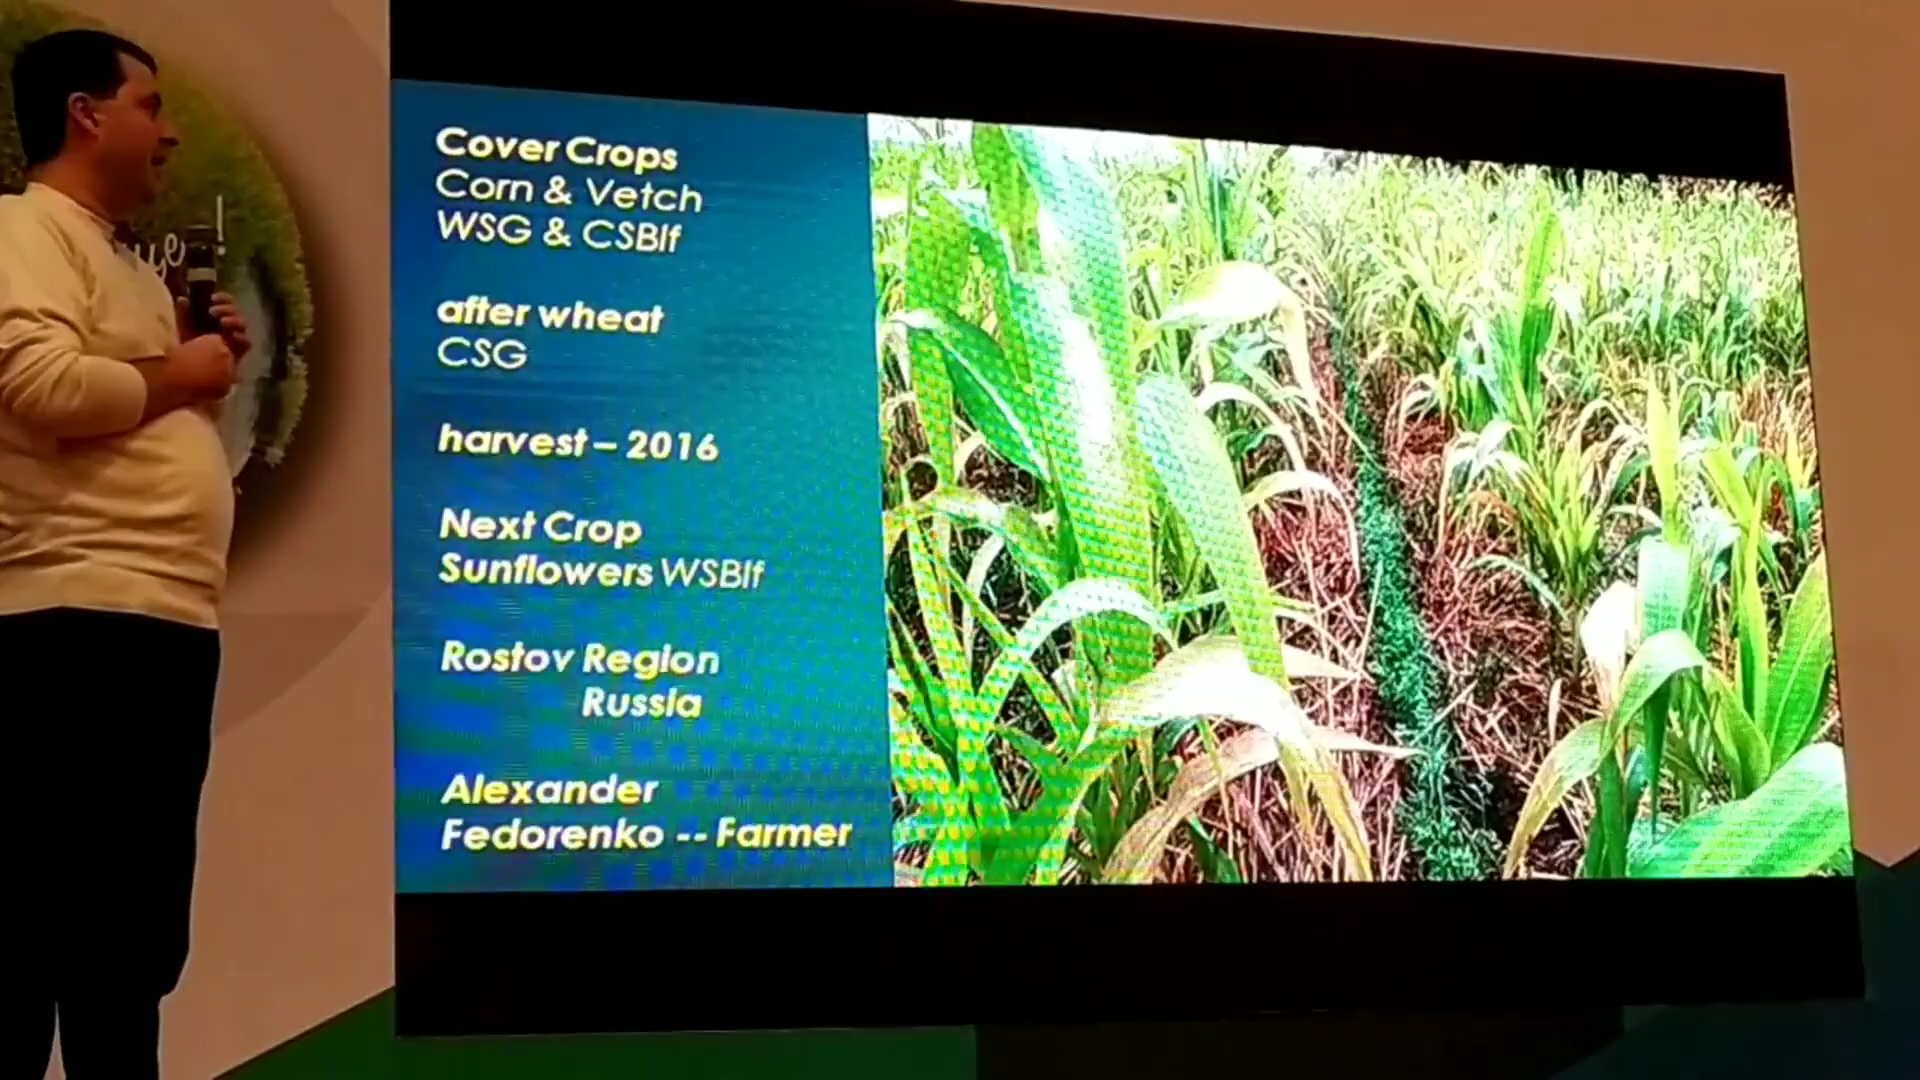 Cover Crops
Corn & Vetch
WSG & CSBlf
after wheat
CSG
harvest – 2016
Next Crop
Sunflowers WSBlf
Rostov Region
Russia
Alexander
Fedorenko -- Farmer